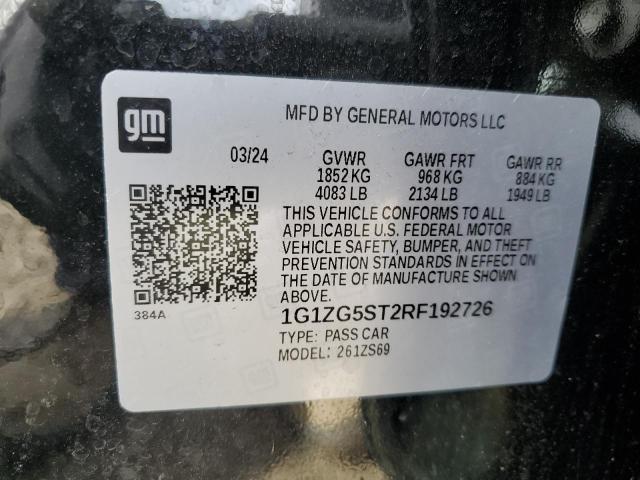 gm
MFD BY GENERAL MOTORS LLC
03/24 GVWR GAWR FRT GAWR RR
1852 KG 968 KG 884 KG
4083 LB 2134 LB 1949 LB
THIS VEHICLE CONFORMS TO ALL
APPLICABLE U.S. FEDERAL MOTOR
VEHICLE SAFETY, BUMPER, AND THEFT
PREVENTION STANDARDS IN EFFECT ON
THE DATE OF MANUFACTURE SHOWN
ABOVE.
384A
1G1ZG5ST2RF192726
TYPE: PASS CAR
MODEL: 261ZS69